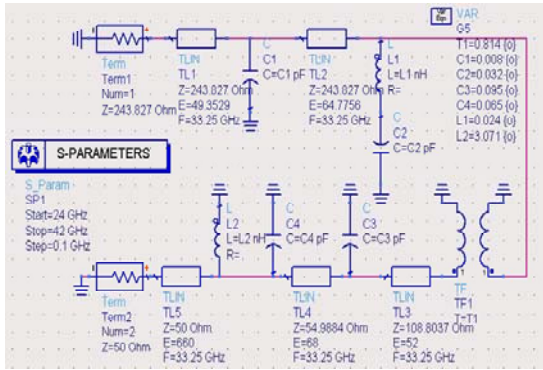 VAR
G5
T1=0.814 {o}
C1=0.008 {o}
C2=0.032 {o}
C3=0.095 {o}
C4=0.065 {o}
L1=0.024 {o}
L2=3.071 {o}
Term
Term1
Num=1
Z=243.827 Ohm
TLIN
TL1
Z=243.827 Ohm
E=49.3529
F=33.25 GHz
C
C1
C=C1 pF
TLIN
TL2
Z=243.827 Ohm
E=64.7756
F=33.25 GHz
L
L1
L=L1 nH
R=
C
C2
C=C2 pF
S-PARAMETERS
S_Param
SP1
Start=24 GHz
Stop=42 GHz
Step=0.1 GHz
L
L2
L=L2 nH
R=
C
C4
C=C4 pF
C
C3
C=C3 pF
Term
Term2
Num=2
Z=50 Ohm
TLIN
TL5
Z=50 Ohm
E=660
F=33.25 GHz
TLIN
TL4
Z=54.9884 Ohm
E=68
F=33.25 GHz
TLIN
TL3
Z=108.8037 Ohm
E=52
F=33.25 GHz
TF
TF1
T=T1